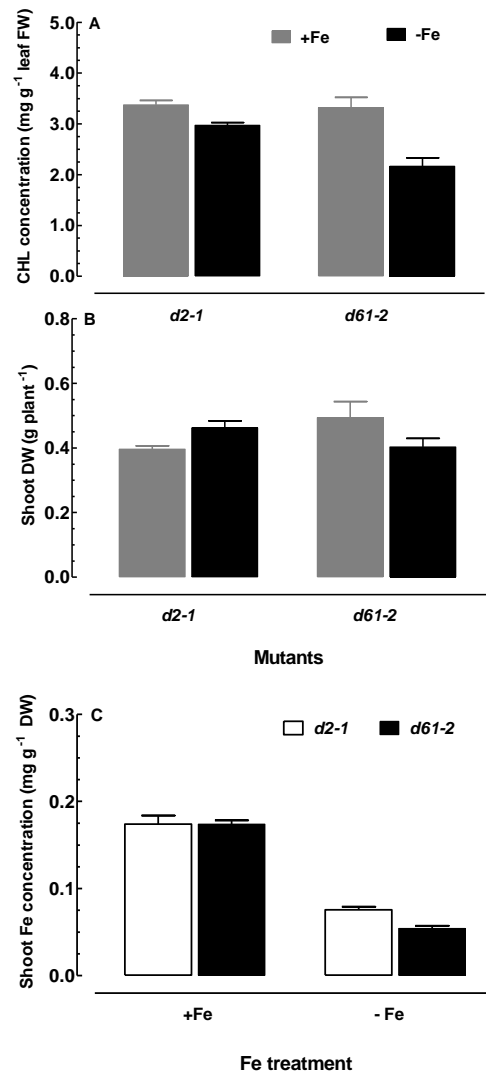 A
+Fe
-Fe
CHL concentration (mg g⁻¹ leaf FW)
5.0
4.0
3.0
2.0
1.0
0.0
d2-1
d61-2
B
Shoot DW (g plant⁻¹)
0.8
0.6
0.4
0.2
0.0
d2-1
d61-2
Mutants
C
d2-1
d61-2
Shoot Fe concentration (mg g⁻¹ DW)
0.3
0.2
0.1
0.0
+Fe
- Fe
Fe treatment